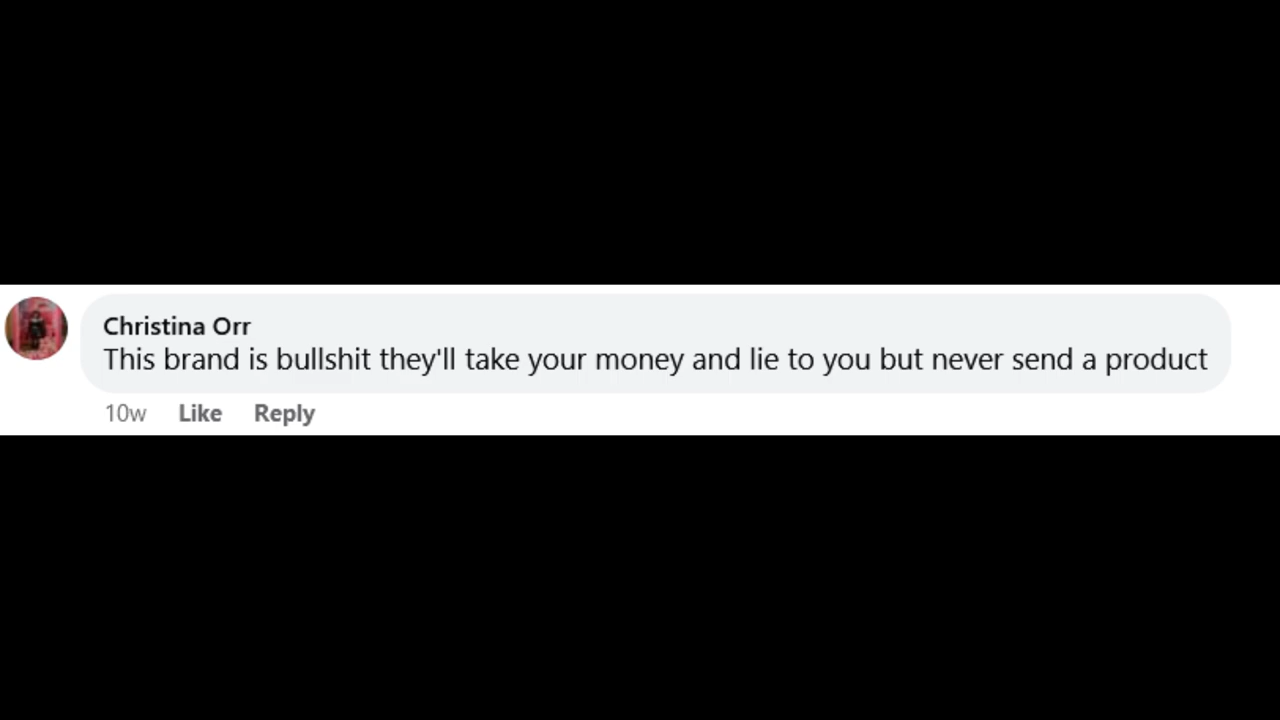 Christina Orr
This brand is bullshit they'll take your money and lie to you but never send a product
10w Like Reply